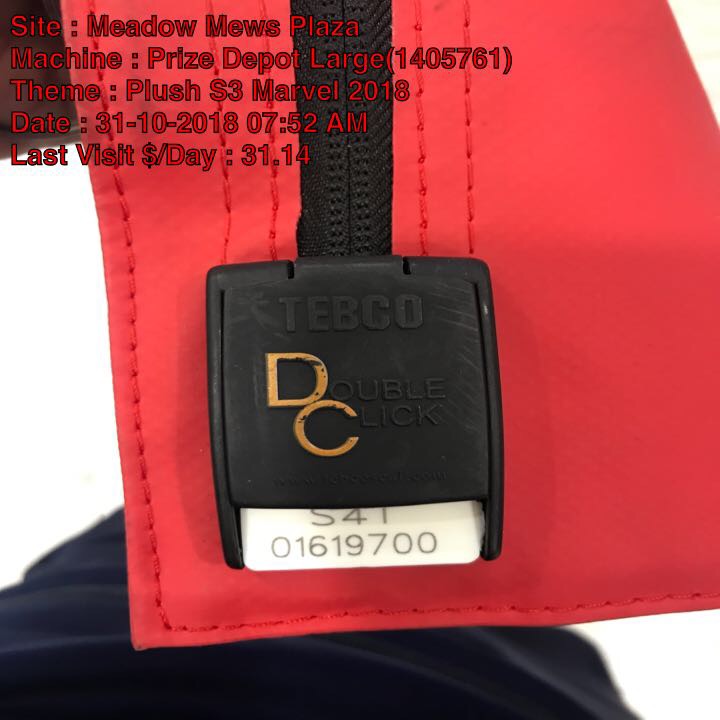 Site : Meadow Mews Plaza
Machine : Prize Depot Large(1405761)
Theme : Plush S3 Marvel 2018
Date : 31-10-2018 07:52 AM
Last Visit $/Day : 31.14
TEBCO
DOUBLE
CLICK
S41
01619700